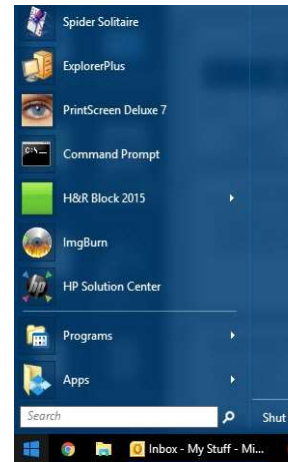 Spider Solitaire
ExplorerPlus
PrintScreen Deluxe 7
C:\_
Command Prompt
H&R Block 2015
ImgBurn
hp
HP Solution Center
Programs
Apps
Search
Shut
Inbox - My Stuff - Mi...